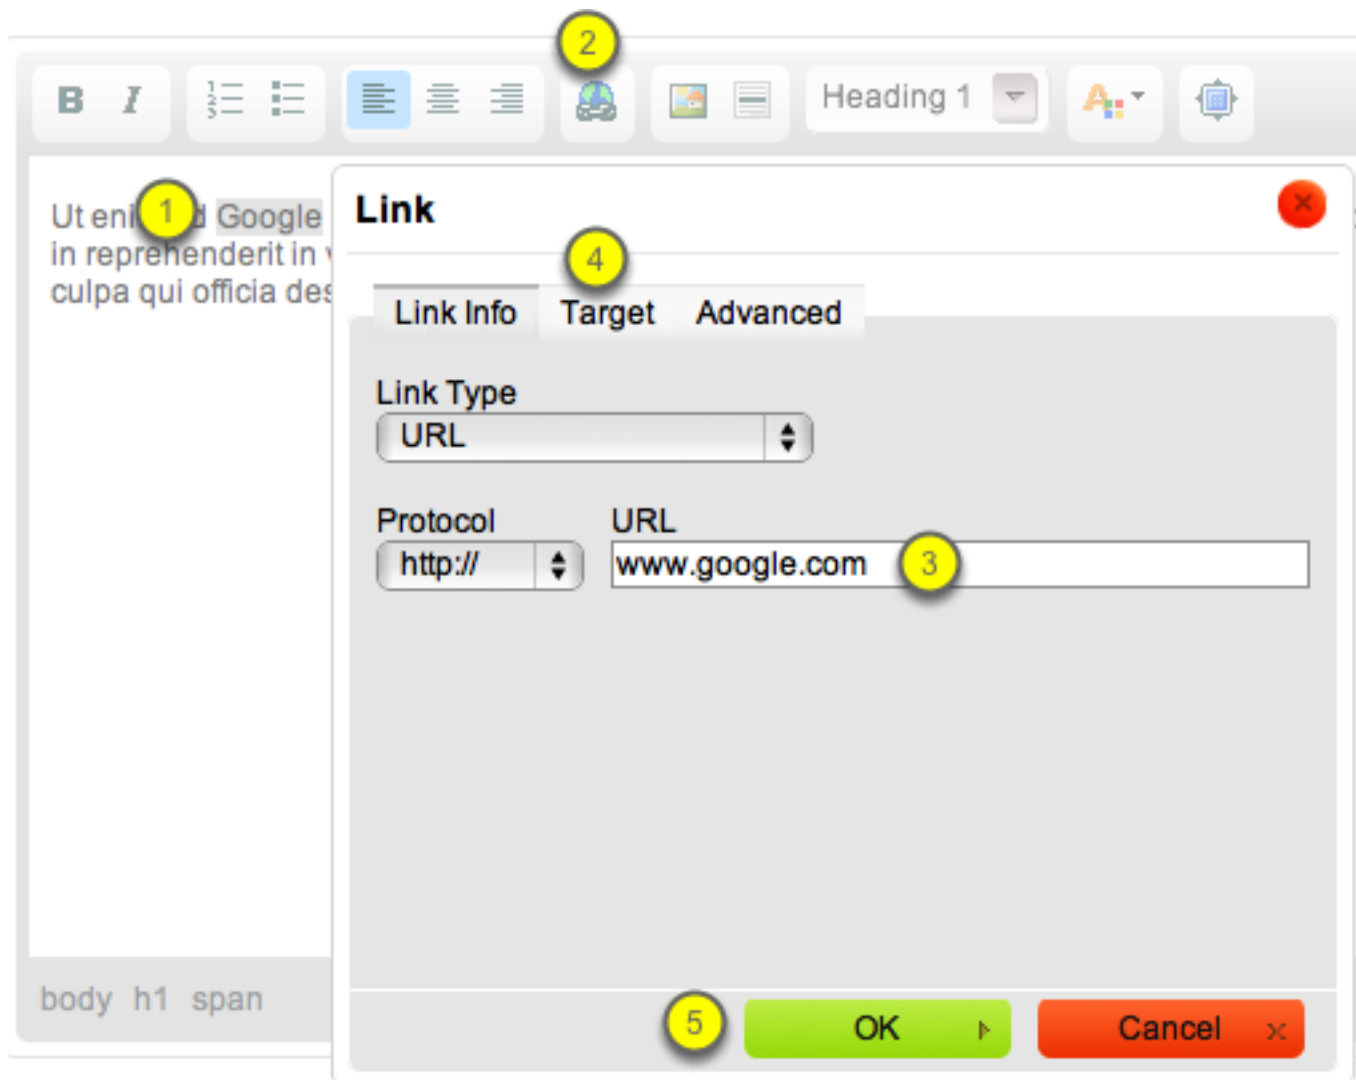 2
B I Heading 1 A
1
Ut eni d Google
in reprehenderit in v
culpa qui officia des
Link
4
Link Info Target Advanced
Link Type
URL
Protocol URL
http:// www.google.com 3
body h1 span
5 OK Cancel x